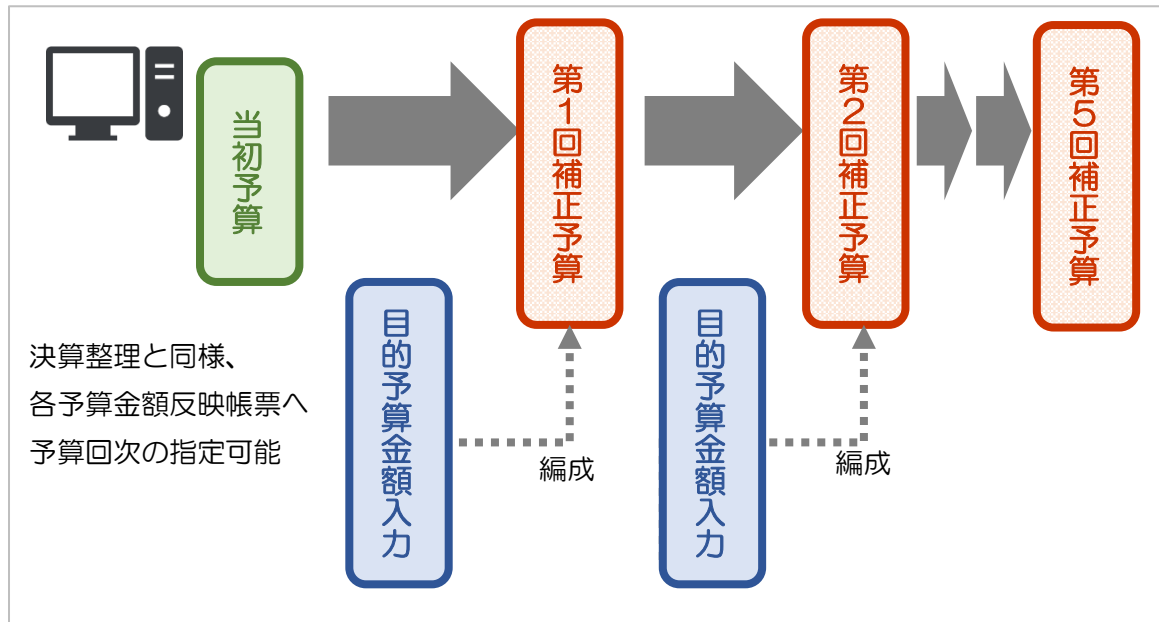 当初予算
第1回補正予算
第2回補正予算
第5回補正予算
目的予算金額入力
目的予算金額入力
編成
編成
決算整理と同様、
各予算金額反映帳票へ
予算回次の指定可能